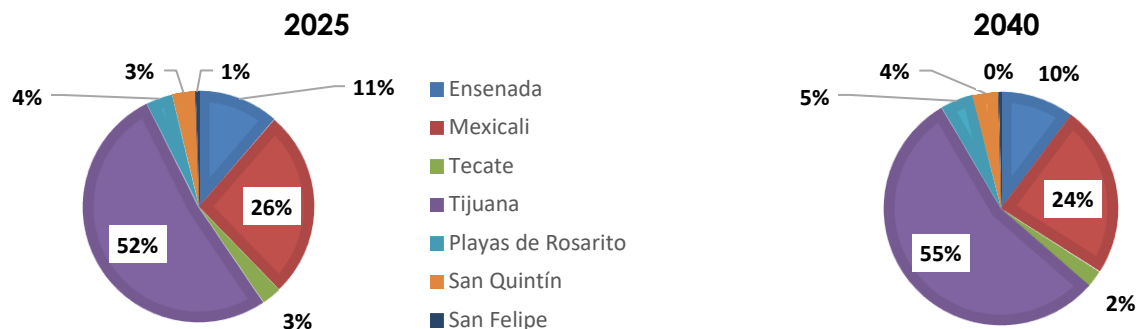 2025
3%
1%
4%
11%
26%
52%
3%
Ensenada
Mexicali
Tecate
Tijuana
Playas de Rosarito
San Quintín
San Felipe
2040
4%
0%
10%
5%
24%
55%
2%